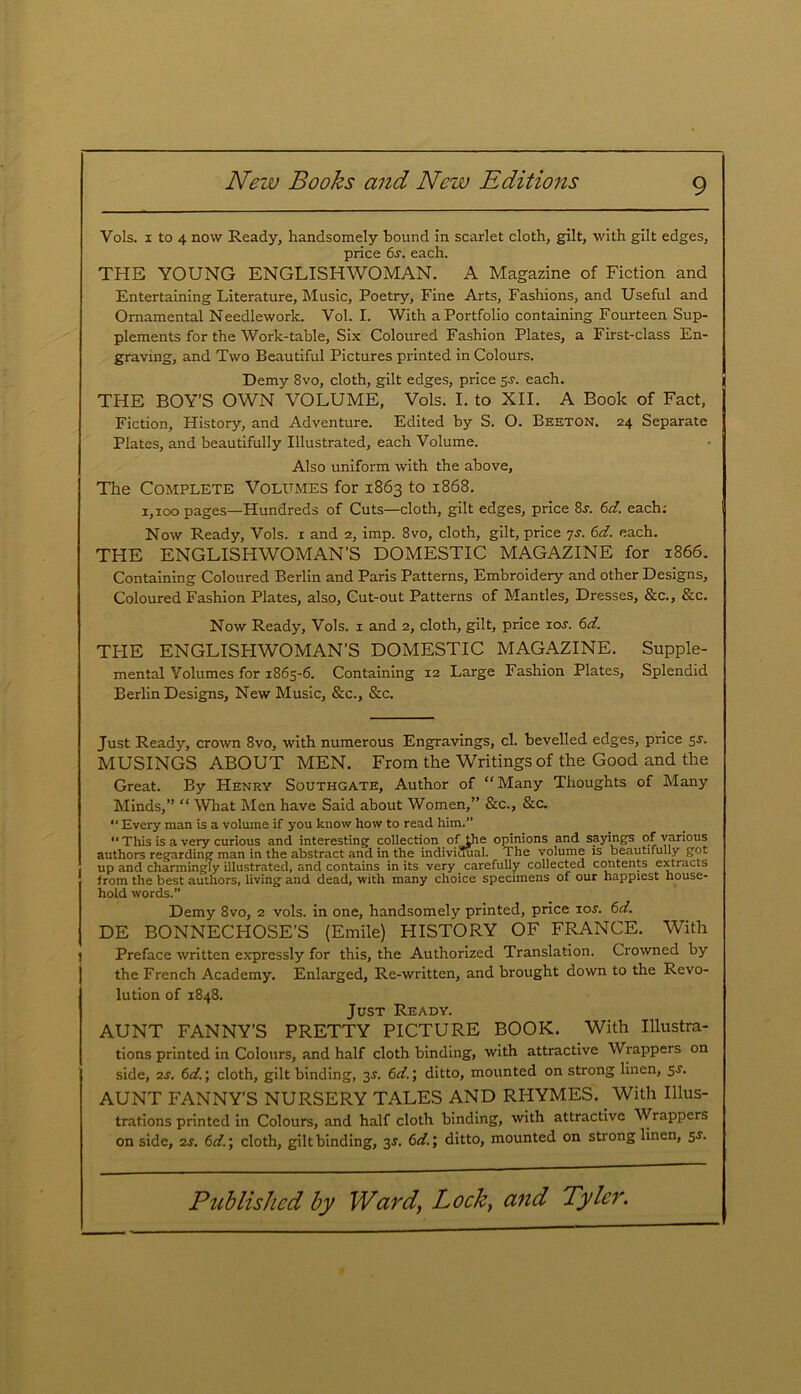 New Books and New Editions 9
Vols. 1 to 4 now Ready, handsomely bound in scarlet cloth, gilt, with gilt edges,
price 6s. each.
THE YOUNG ENGLISHWOMAN. A Magazine of Fiction and
Entertaining Literature, Music, Poetry, Fine Arts, Fashions, and Useful and
Ornamental Needlework. Vol. I. With a Portfolio containing Fourteen Sup-
plements for the Work-table, Six Coloured Fashion Plates, a First-class En-
graving, and Two Beautiful Pictures printed in Colours.
Demy 8vo, cloth, gilt edges, price 5s. each.
THE BOY'S OWN VOLUME, Vols. I. to XII. A Book of Fact,
Fiction, History, and Adventure. Edited by S. O. BEETON. 24 Separate
Plates, and beautifully Illustrated, each Volume.
Also uniform with the above,
The COMPLETE VOLUMES for 1863 to 1868.
1,100 pages—Hundreds of Cuts—cloth, gilt edges, price 8s. 6d. each:
Now Ready, Vols. 1 and 2, imp. 8vo, cloth, gilt, price 7s. 6d. each.
THE ENGLISHWOMAN'S DOMESTIC MAGAZINE for 1866.
Containing Coloured Berlin and Paris Patterns, Embroidery and other Designs,
Coloured Fashion Plates, also, Cut-out Patterns of Mantles, Dresses, &c., &c.
Now Ready, Vols. 1 and 2, cloth, gilt, price 10s. 6d.
THE ENGLISHWOMAN'S DOMESTIC MAGAZINE. Supple-
mental Volumes for 1865-6. Containing 12 Large Fashion Plates, Splendid
Berlin Designs, New Music, &c., &c.
Just Ready, crown 8vo, with numerous Engravings, cl. bevelled edges, price 5s.
MUSINGS ABOUT MEN. From the Writings of the Good and the
Great. By HENRY SOUTHGATE, Author of "Many Thoughts of Many
Minds," "What Men have Said about Women," &c., &c.
"Every man is a volume if you know how to read him."
"This is a very curious and interesting collection of the opinions and sayings of various
authors regarding man in the abstract and in the individual. The volume is beautifully got
up and charmingly illustrated, and contains in its very carefully collected contents extracts
from the best authors, living and dead, with many choice specimens of our happiest house-
hold words."
Demy 8vo, 2 vols. in one, handsomely printed, price 10s. 6d.
DE BONNECHOSE'S (Emile) HISTORY OF FRANCE. With
Preface written expressly for this, the Authorized Translation. Crowned by
the French Academy. Enlarged, Re-written, and brought down to the Revo-
lution of 1848.
JUST READY.
AUNT FANNY'S PRETTY PICTURE BOOK. With Illustra-
tions printed in Colours, and half cloth binding, with attractive Wrappers on
side, 2s. 6d.; cloth, gilt binding, 3s. 6d.; ditto, mounted on strong linen, 5s.
AUNT FANNY'S NURSERY TALES AND RHYMES. With Illus-
trations printed in Colours, and half cloth binding, with attractive Wrappers
on side, 2s. 6d.; cloth, gilt binding, 3s. 6d.; ditto, mounted on strong linen, 5s.
Published by Ward, Lock, and Tyler.